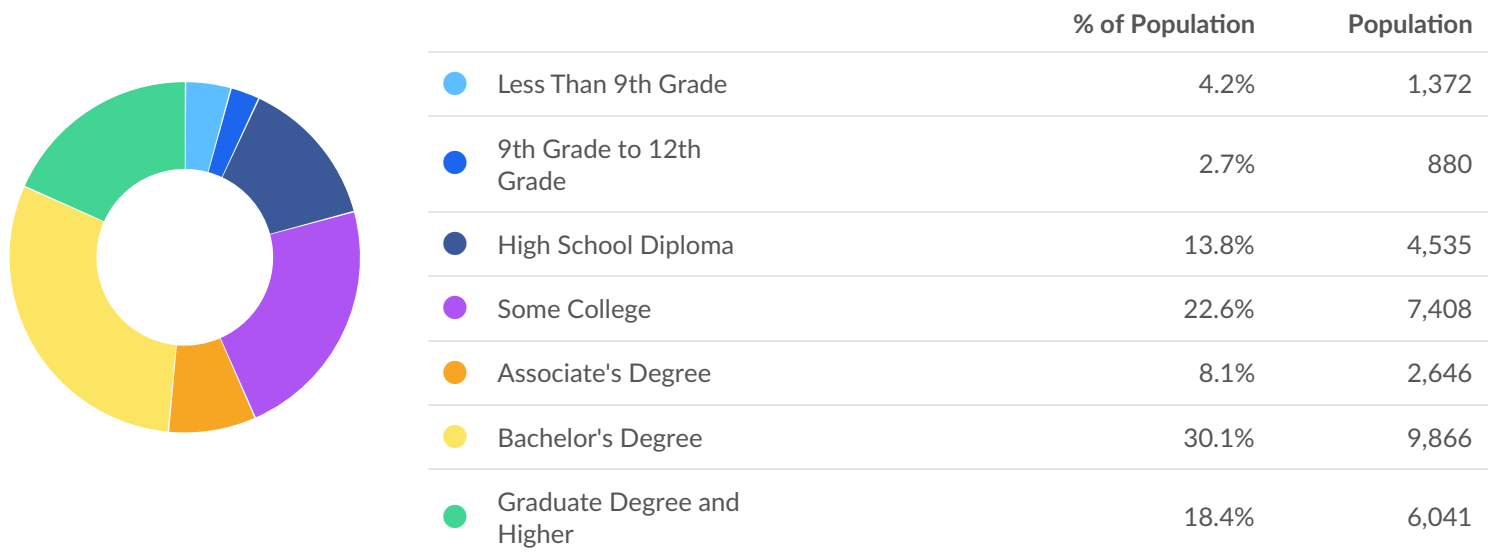 % of Population Population
Less Than 9th Grade 4.2% 1,372
9th Grade to 12th
Grade 2.7% 880
High School Diploma 13.8% 4,535
Some College 22.6% 7,408
Associate's Degree 8.1% 2,646
Bachelor's Degree 30.1% 9,866
Graduate Degree and
Higher 18.4% 6,041